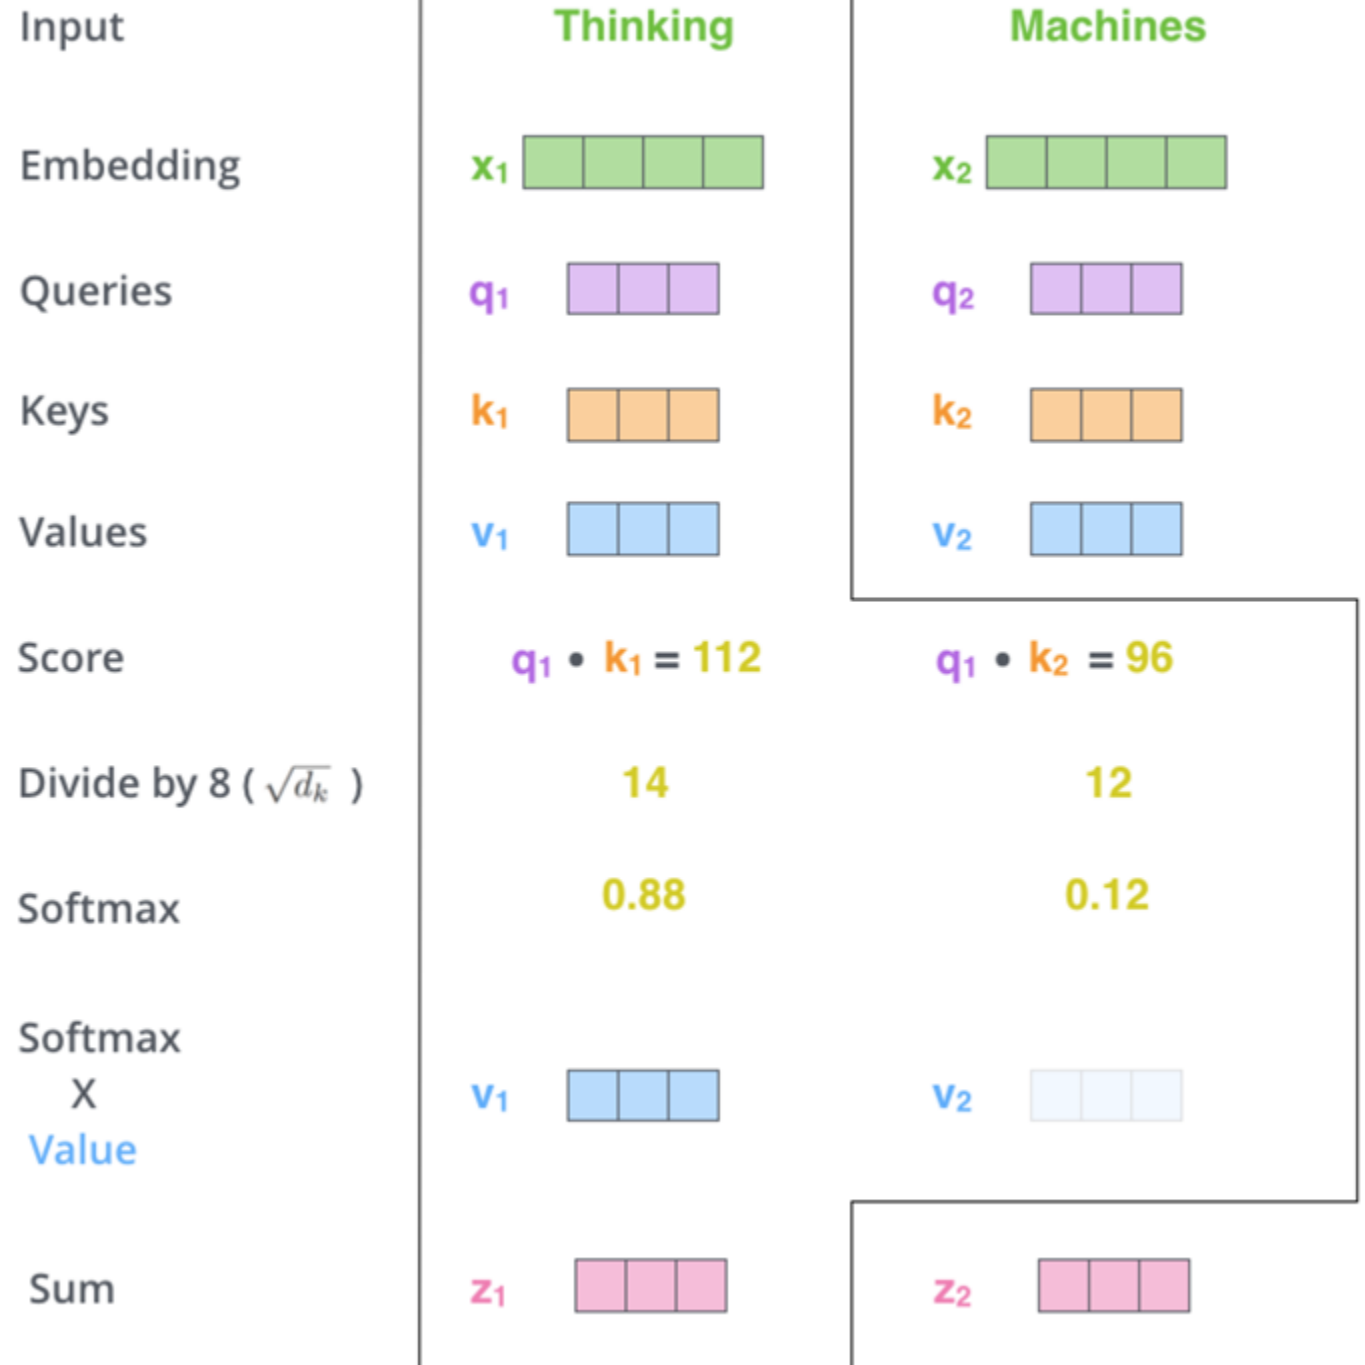 Input Thinking Machines
Embedding x₁ x₂
Queries q₁ q₂
Keys k₁ k₂
Values v₁ v₂
Score q₁ • k₁ = 112 q₁ • k₂ = 96
Divide by 8 ( √dₖ ) 14 12
Softmax 0.88 0.12
Softmax
X
Value v₁ v₂
Sum z₁ z₂